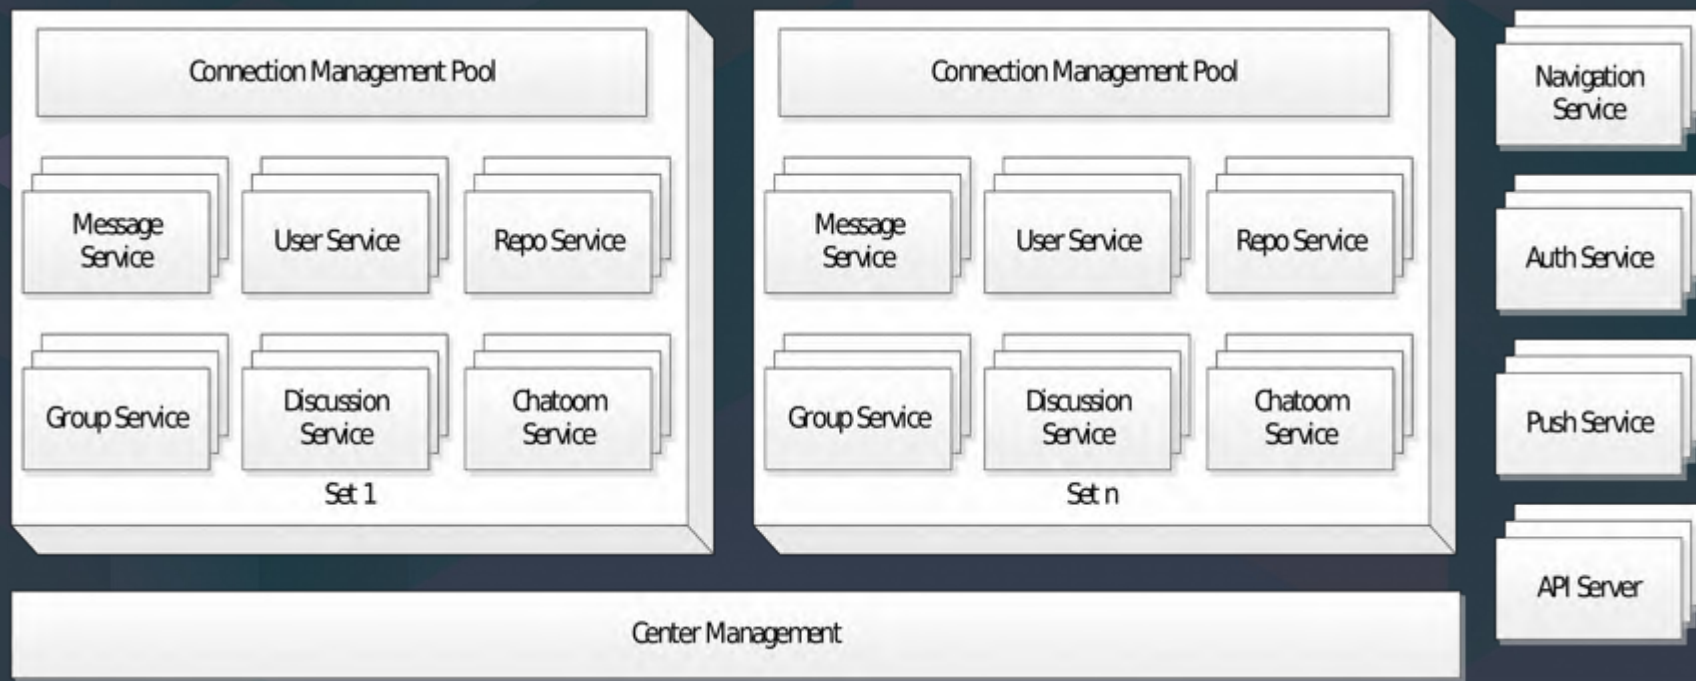 Connection Management Pool
Message
Service
User Service
Repo Service
Group Service
Discussion
Service
Chatoom
Service
Set 1
Connection Management Pool
Message
Service
User Service
Repo Service
Group Service
Discussion
Service
Chatoom
Service
Set n
Navigation
Service
Auth Service
Push Service
API Server
Center Management